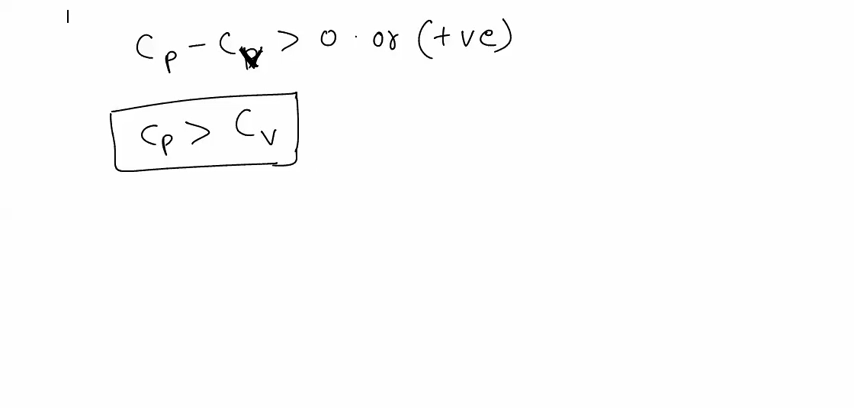 Cp - Cv > 0 · or (+ve)
Cp > Cv